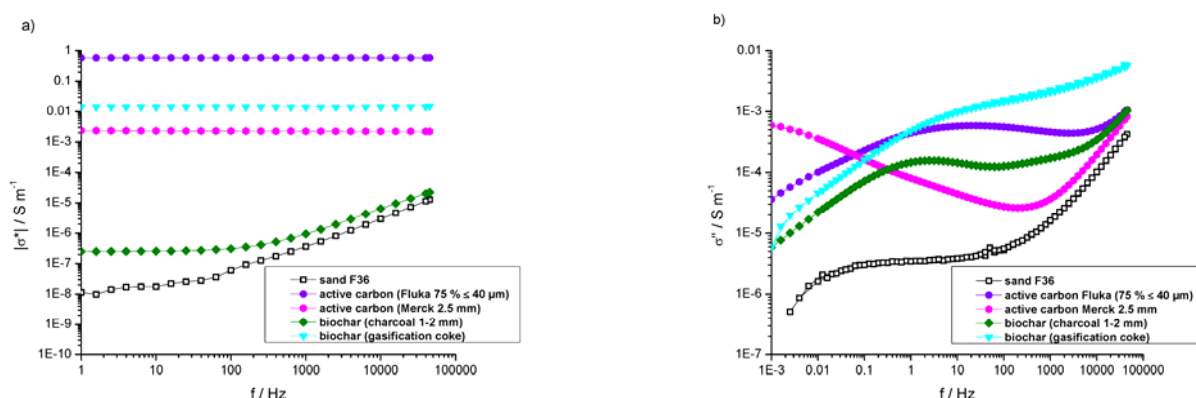 a)
|σ*| / S m⁻¹
1
0.1
0.01
1E-3
1E-4
1E-5
1E-6
1E-7
1E-8
1E-9
1E-10
1 10 100 1000 10000 100000
f / Hz
sand F36
active carbon (Fluka 75 % ≤ 40 µm)
active carbon (Merck 2.5 mm)
biochar (charcoal 1-2 mm)
biochar (gasification coke)
b)
σ'' / S m⁻¹
0.01
1E-3
1E-4
1E-5
1E-6
1E-7
1E-3 0.01 0.1 1 10 100 1000 10000 100000
f / Hz
sand F36
active carbon Fluka (75 % ≤ 40 µm)
active carbon Merck 2.5 mm
biochar (charcoal 1-2 mm)
biochar (gasification coke)